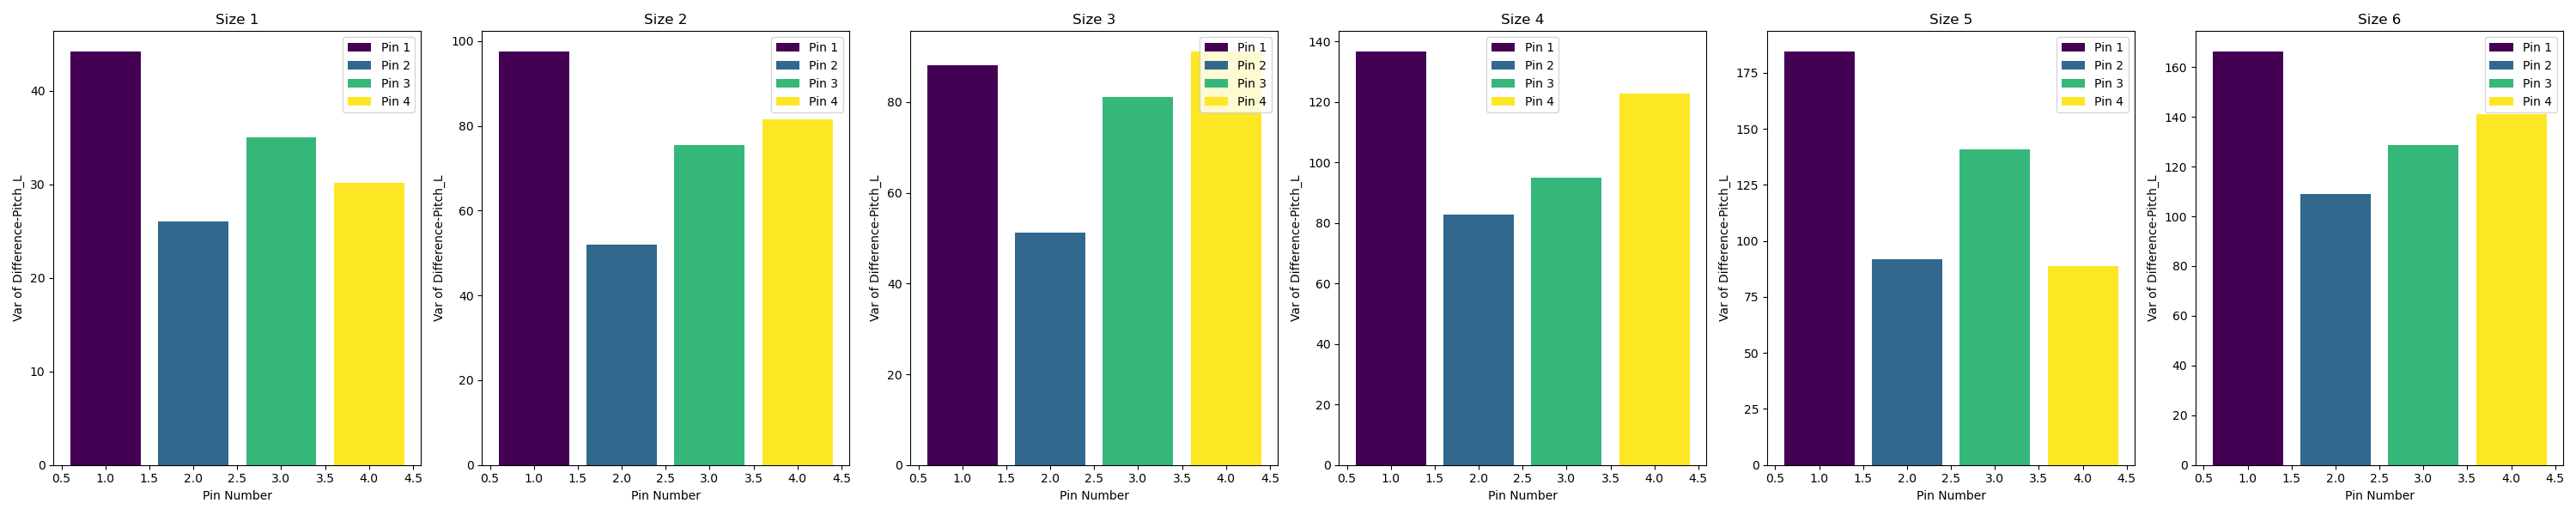 Size 1
Var of Difference-Pitch_L
40
30
20
10
0
0.5 1.0 1.5 2.0 2.5 3.0 3.5 4.0 4.5
Pin Number
Pin 1
Pin 2
Pin 3
Pin 4
Size 2
Var of Difference-Pitch_L
100
80
60
40
20
0
0.5 1.0 1.5 2.0 2.5 3.0 3.5 4.0 4.5
Pin Number
Pin 1
Pin 2
Pin 3
Pin 4
Size 3
Var of Difference-Pitch_L
80
60
40
20
0
0.5 1.0 1.5 2.0 2.5 3.0 3.5 4.0 4.5
Pin Number
Pin 1
Pin 2
Pin 3
Pin 4
Size 4
Var of Difference-Pitch_L
140
120
100
80
60
40
20
0
0.5 1.0 1.5 2.0 2.5 3.0 3.5 4.0 4.5
Pin Number
Pin 1
Pin 2
Pin 3
Pin 4
Size 5
Var of Difference-Pitch_L
175
150
125
100
75
50
25
0
0.5 1.0 1.5 2.0 2.5 3.0 3.5 4.0 4.5
Pin Number
Pin 1
Pin 2
Pin 3
Pin 4
Size 6
Var of Difference-Pitch_L
160
140
120
100
80
60
40
20
0
0.5 1.0 1.5 2.0 2.5 3.0 3.5 4.0 4.5
Pin Number
Pin 1
Pin 2
Pin 3
Pin 4